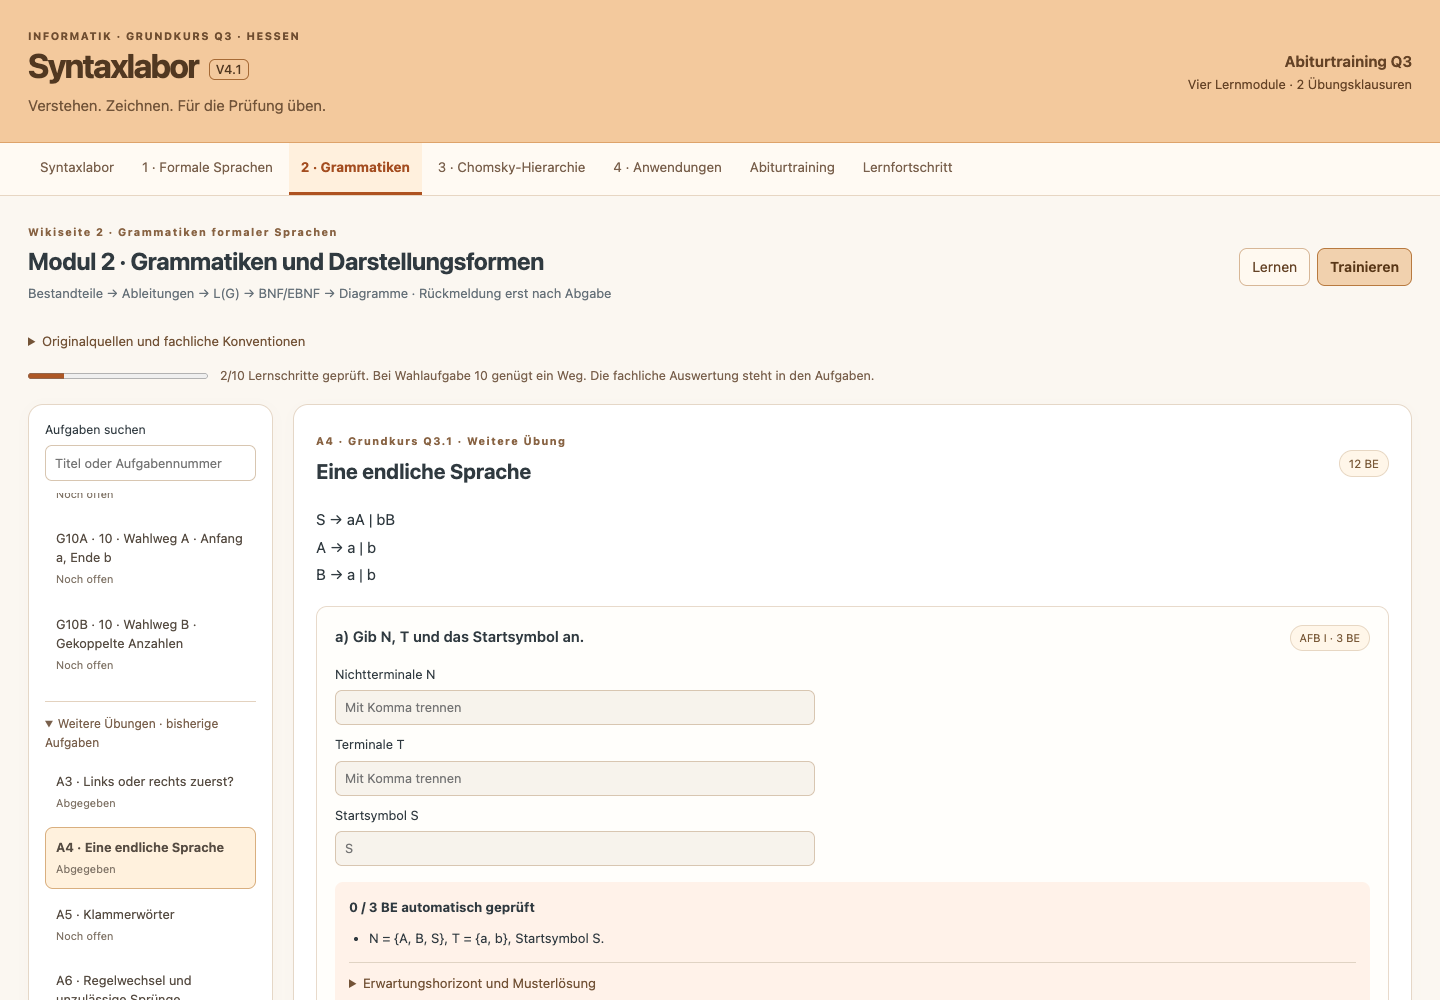 INFORMATIK · GRUNDKURS Q3 · HESSEN
Syntaxlabor V4.1
Verstehen. Zeichnen. Für die Prüfung üben.
Abiturtraining Q3
Vier Lernmodule · 2 Übungsklausuren
Syntaxlabor 1 · Formale Sprachen 2 · Grammatiken 3 · Chomsky-Hierarchie 4 · Anwendungen Abiturtraining Lernfortschritt
Wikiseite 2 · Grammatiken formaler Sprachen
Modul 2 · Grammatiken und Darstellungsformen
Bestandteile → Ableitungen → L(G) → BNF/EBNF → Diagramme · Rückmeldung erst nach Abgabe
Lernen Trainieren
Originalquellen und fachliche Konventionen
2/10 Lernschritte geprüft. Bei Wahlaufgabe 10 genügt ein Weg. Die fachliche Auswertung steht in den Aufgaben.
Aufgaben suchen
Titel oder Aufgabennummer
Noch offen
G10A · 10 · Wahlweg A · Anfang
a, Ende b
Noch offen
G10B · 10 · Wahlweg B ·
Gekoppelte Anzahlen
Noch offen
Weitere Übungen · bisherige
Aufgaben
A3 · Links oder rechts zuerst?
Abgegeben
A4 · Eine endliche Sprache
Abgegeben
A5 · Klammerwörter
Noch offen
A6 · Regelwechsel und
unzulässige Sprünge
A4 · Grundkurs Q3.1 · Weitere Übung
Eine endliche Sprache
12 BE
S → aA | bB
A → a | b
B → a | b
a) Gib N, T und das Startsymbol an.
AFB I · 3 BE
Nichtterminale N
Mit Komma trennen
Terminale T
Mit Komma trennen
Startsymbol S
S
0 / 3 BE automatisch geprüft
• N = {A, B, S}, T = {a, b}, Startsymbol S.
Erwartungshorizont und Musterlösung